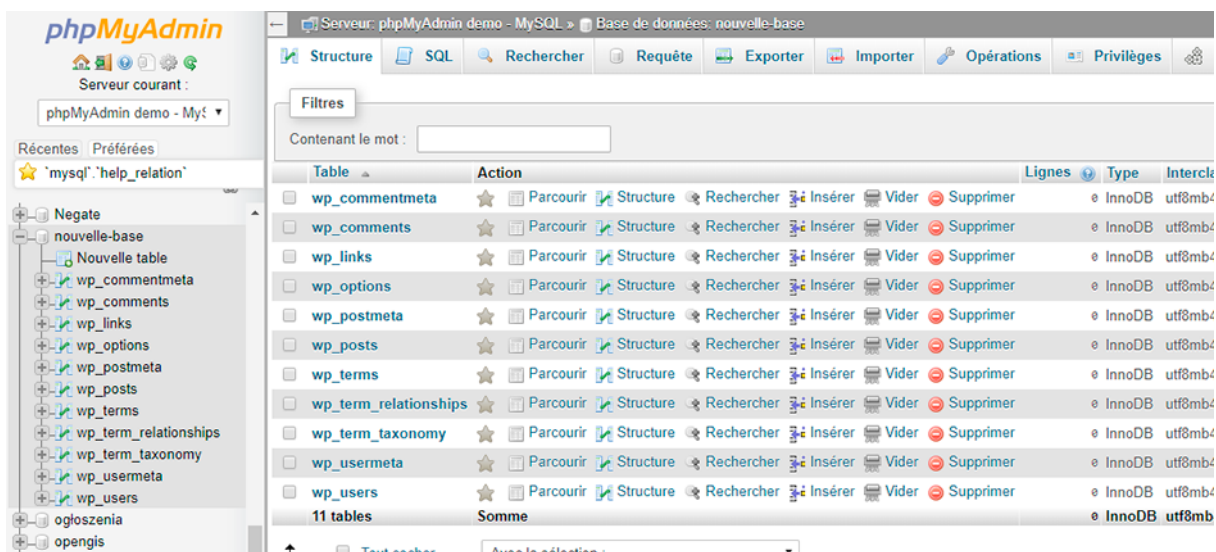 phpMyAdmin
Serveur courant :
phpMyAdmin demo - MyS
Récentes Préférées
`mysql`.`help_relation`
Negate
nouvelle-base
Nouvelle table
wp_commentmeta
wp_comments
wp_links
wp_options
wp_postmeta
wp_posts
wp_terms
wp_term_relationships
wp_term_taxonomy
wp_usermeta
wp_users
ogłoszenia
opengis
Serveur: phpMyAdmin demo - MySQL » Base de données: nouvelle-base
Structure SQL Rechercher Requête Exporter Importer Opérations Privilèges
Filtres
Contenant le mot :
Table Action Lignes Type Intercla
wp_commentmeta Parcourir Structure Rechercher Insérer Vider Supprimer 0 InnoDB utf8mb4
wp_comments Parcourir Structure Rechercher Insérer Vider Supprimer 0 InnoDB utf8mb4
wp_links Parcourir Structure Rechercher Insérer Vider Supprimer 0 InnoDB utf8mb4
wp_options Parcourir Structure Rechercher Insérer Vider Supprimer 0 InnoDB utf8mb4
wp_postmeta Parcourir Structure Rechercher Insérer Vider Supprimer 0 InnoDB utf8mb4
wp_posts Parcourir Structure Rechercher Insérer Vider Supprimer 0 InnoDB utf8mb4
wp_terms Parcourir Structure Rechercher Insérer Vider Supprimer 0 InnoDB utf8mb4
wp_term_relationships Parcourir Structure Rechercher Insérer Vider Supprimer 0 InnoDB utf8mb4
wp_term_taxonomy Parcourir Structure Rechercher Insérer Vider Supprimer 0 InnoDB utf8mb4
wp_usermeta Parcourir Structure Rechercher Insérer Vider Supprimer 0 InnoDB utf8mb4
wp_users Parcourir Structure Rechercher Insérer Vider Supprimer 0 InnoDB utf8mb4
11 tables Somme 0 InnoDB utf8mb
Tout cocher Avec la sélection :